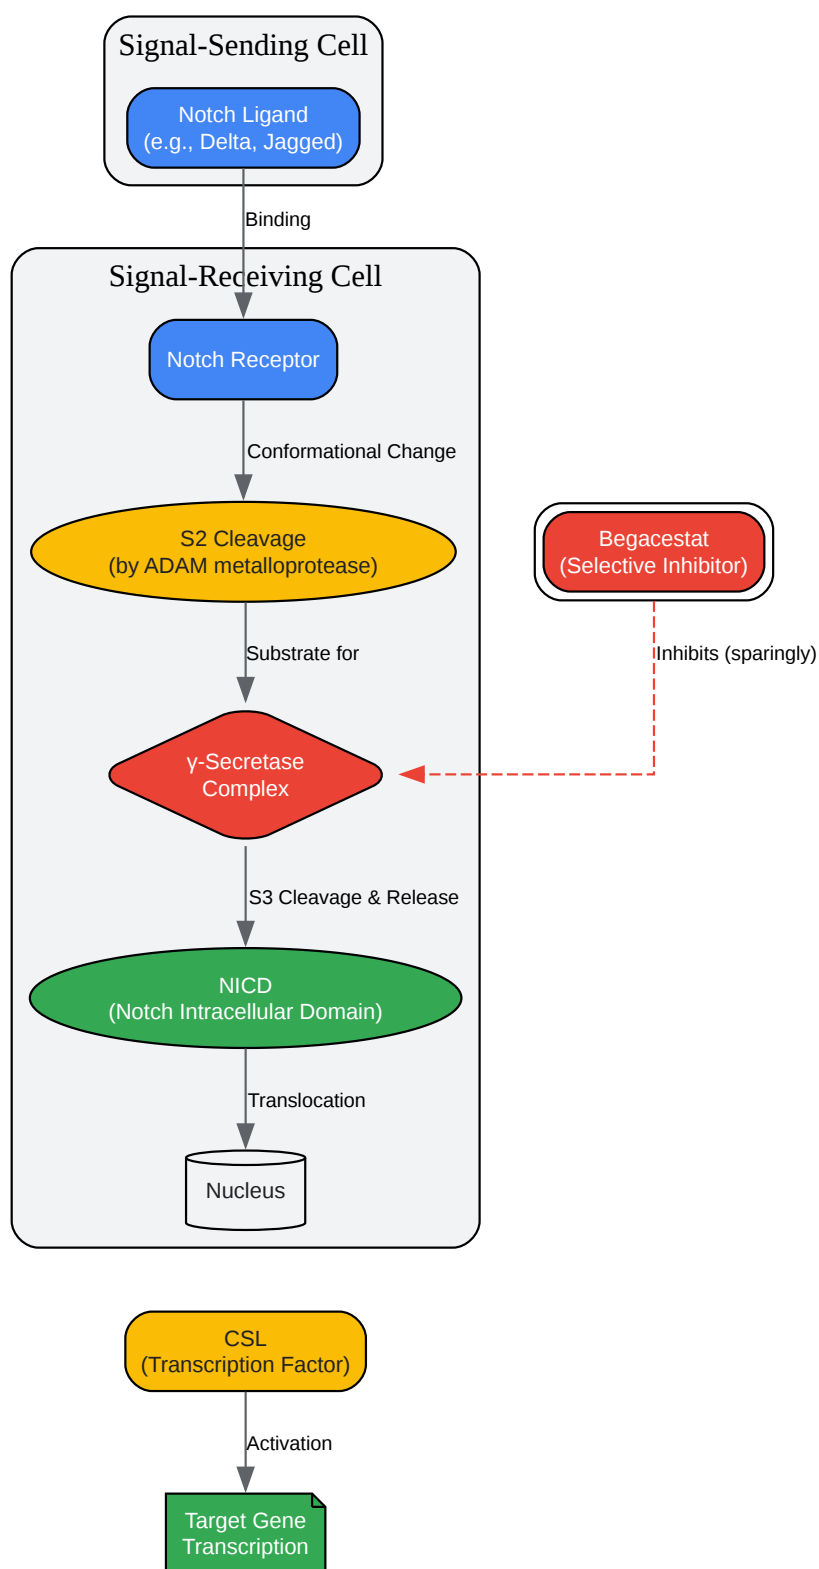 Signal-Sending Cell
Notch Ligand
(e.g., Delta, Jagged)
Binding
Signal-Receiving Cell
Notch Receptor
Conformational Change
S2 Cleavage
(by ADAM metalloprotease)
Begacestat
(Selective Inhibitor)
Substrate for
Inhibits (sparingly)
γ-Secretase
Complex
S3 Cleavage & Release
NICD
(Notch Intracellular Domain)
Translocation
Nucleus
CSL
(Transcription Factor)
Activation
Target Gene
Transcription